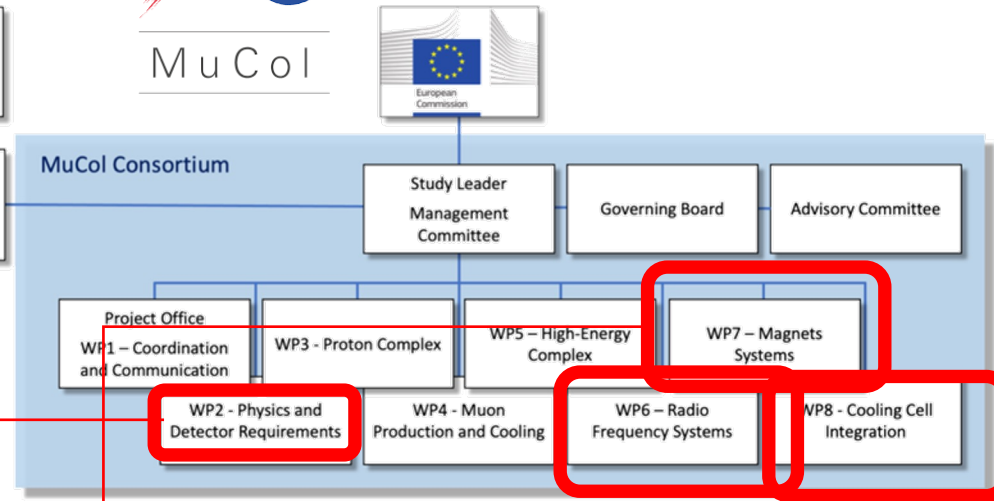 MuCol
European
Commission
MuCol Consortium
Study Leader
Management
Committee
Governing Board
Advisory Committee
Project Office
WP1 – Coordination
and Communication
WP3 - Proton Complex
WP5 – High-Energy
Complex
WP7 – Magnets
Systems
WP2 - Physics and
Detector Requirements
WP4 - Muon
Production and Cooling
WP6 – Radio
Frequency Systems
WP8 - Cooling Cell
Integration